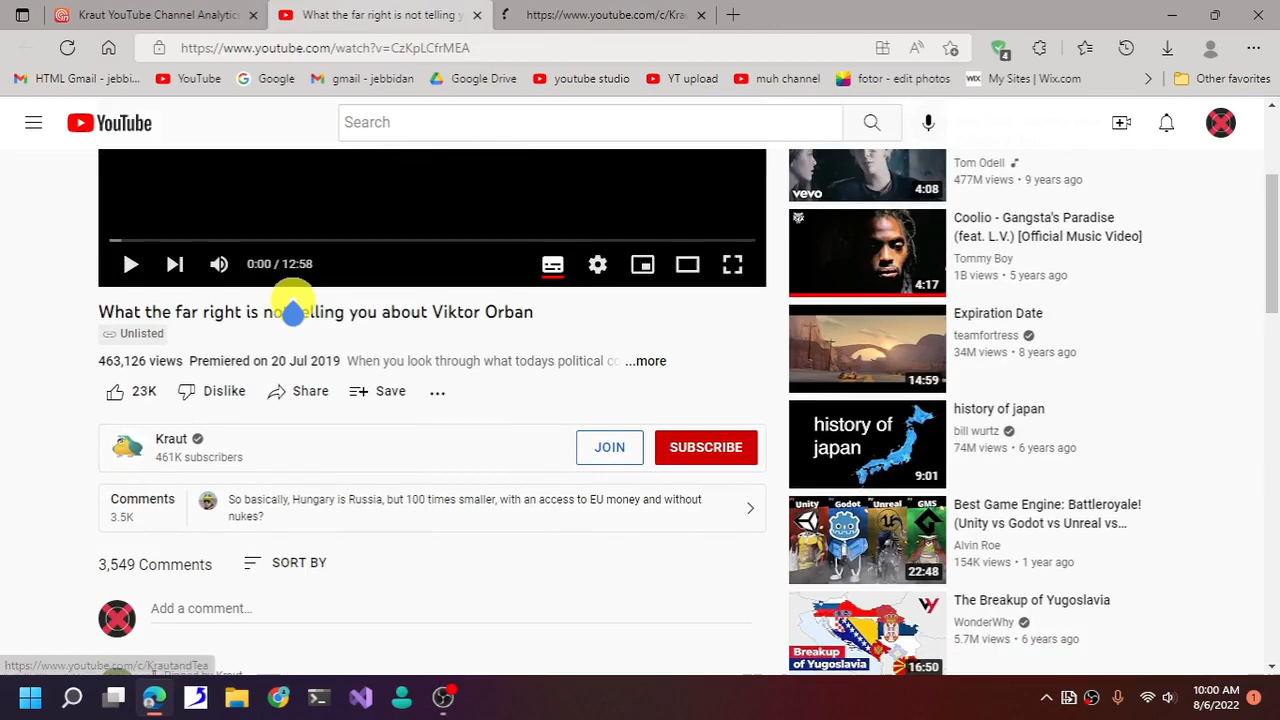 Kraut YouTube Channel Analytics
What the far right is not telling y
https://www.youtube.com/c/Krau
https://www.youtube.com/watch?v=CzKpLCfrMEA
4
HTML Gmail - jebbi...
YouTube
Google
gmail - jebbidan
Google Drive
youtube studio
YT upload
muh channel
fotor - edit photos
WIX
My Sites | Wix.com
Other favorites
YouTube
Search
0:00 / 12:58
What the far right is not telling you about Viktor Orban
Unlisted
463,126 views • Premiered on 20 Jul 2019 When you look through what todays political co ...more
23K
Dislike
Share
Save
...
Kraut
461K subscribers
JOIN
SUBSCRIBE
Comments
3.5K
So basically, Hungary is Russia, but 100 times smaller, with an access to EU money and without
nukes?
3,549 Comments
SORT BY
Add a comment...
https://www.youtube.com/c/KrautandTea
vevo
4:08
Tom Odell
477M views • 9 years ago
4:17
Coolio - Gangsta's Paradise
(feat. L.V.) [Official Music Video]
Tommy Boy
1B views • 5 years ago
14:59
Expiration Date
teamfortress
34M views • 8 years ago
history of
japan
9:01
history of japan
bill wurtz
74M views • 6 years ago
Unity
Godot
Unreal
GMS
22:48
Best Game Engine: Battleroyale!
(Unity vs Godot vs Unreal vs...
Alvin Roe
154K views • 1 year ago
Breakup
of Yugoslavia
16:50
The Breakup of Yugoslavia
WonderWhy
5.7M views • 6 years ago
10:00 AM
8/6/2022
1